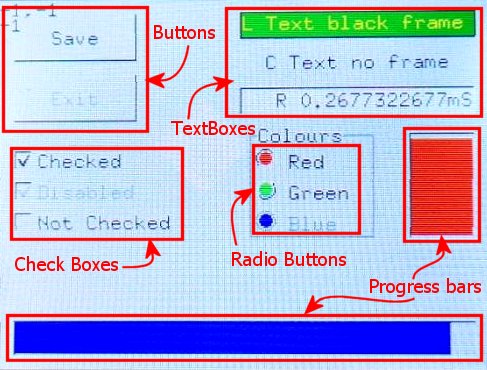 -1,-1
-1
Save
Exit
Buttons
L Text black frame
C Text no frame
R 0.2677322677mS
TextBoxes
Colours
Checked
Disabled
Not Checked
Red
Green
Blue
Check Boxes
Radio Buttons
Progress bars